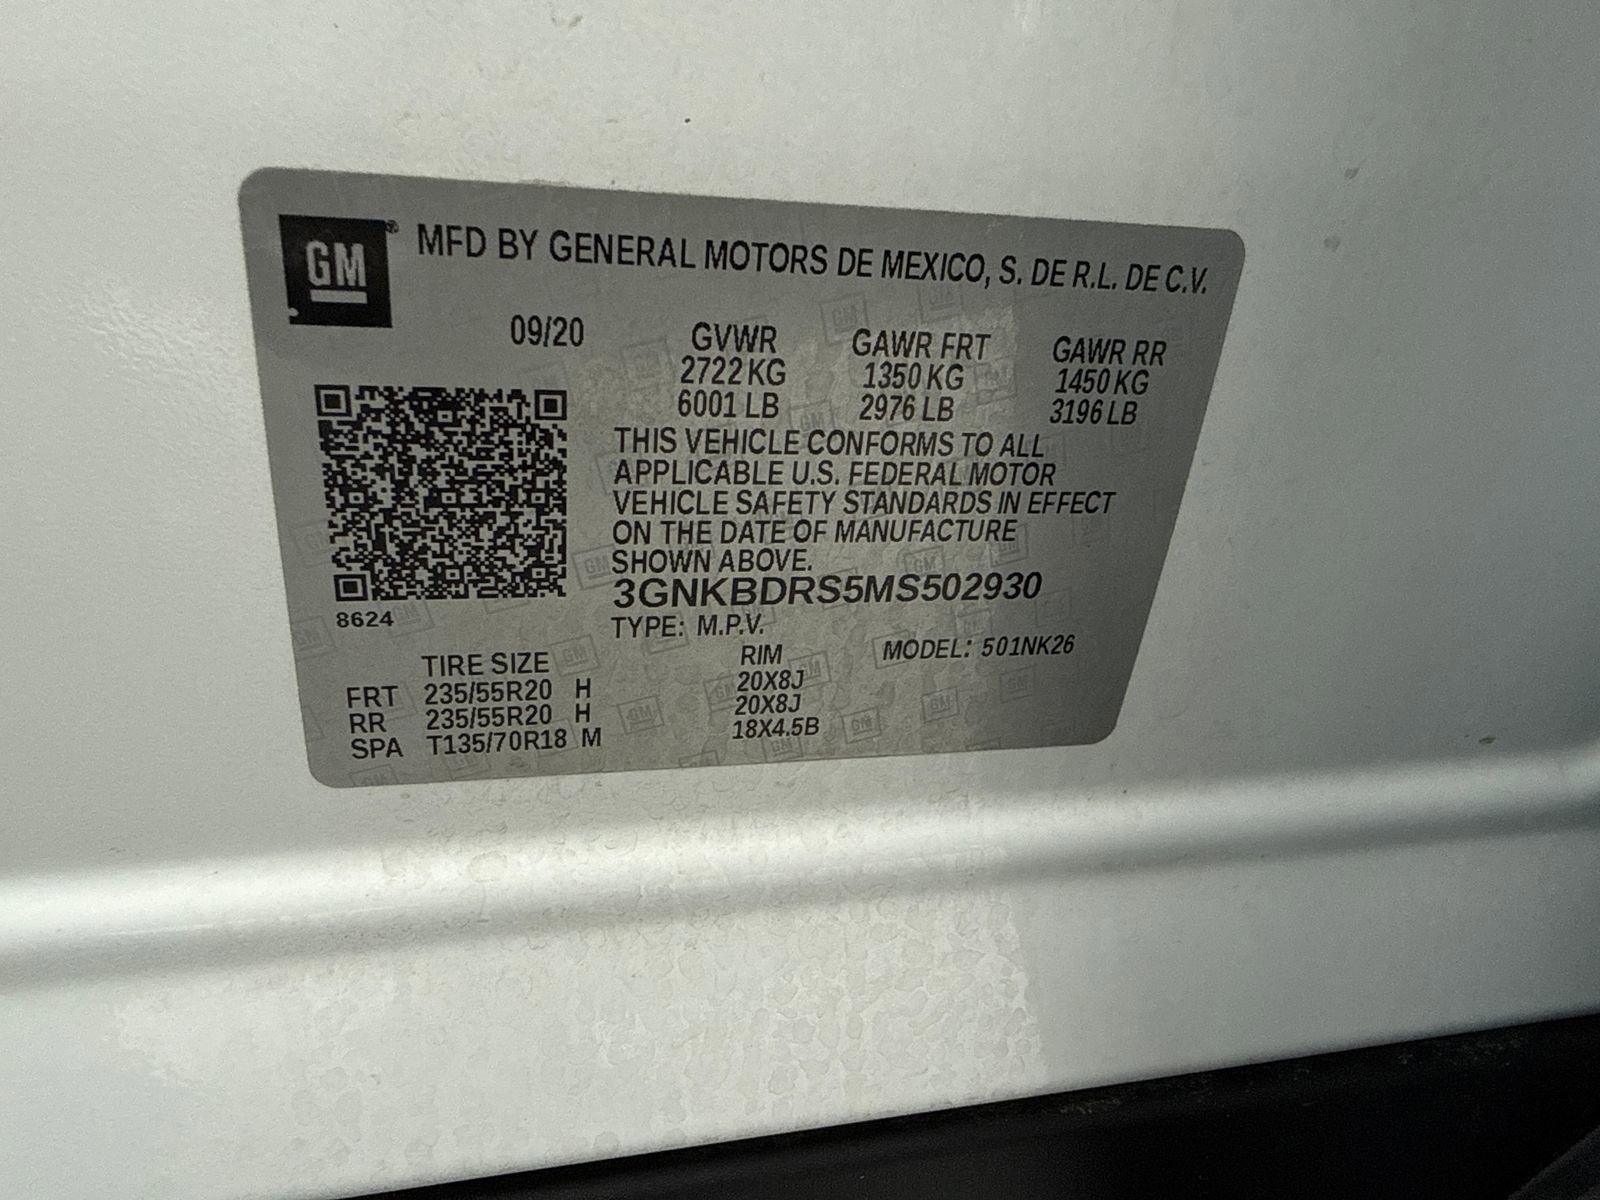 GM® MFD BY GENERAL MOTORS DE MEXICO, S. DE R.L. DE C.V.
09/20 GVWR GAWR FRT GAWR RR
2722 KG 1350 KG 1450 KG
6001 LB 2976 LB 3196 LB
THIS VEHICLE CONFORMS TO ALL
APPLICABLE U.S. FEDERAL MOTOR
VEHICLE SAFETY STANDARDS IN EFFECT
ON THE DATE OF MANUFACTURE
SHOWN ABOVE.
3GNKBDRS5MS502930
8624
TYPE: M.P.V. MODEL: 501NK26
TIRE SIZE RIM
FRT 235/55R20 H 20X8J
RR 235/55R20 H 20X8J
SPA T135/70R18 M 18X4.5B